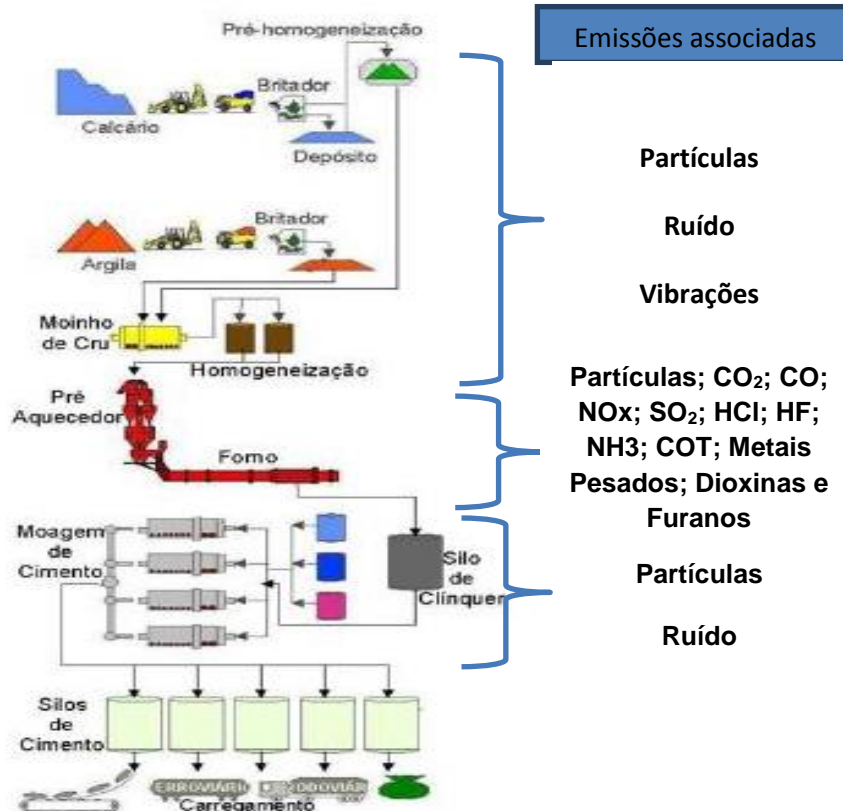 Pré-homogeneização
Emissões associadas
Britador
Calcário
Depósito
Partículas
Ruído
Vibrações
Britador
Argila
Moinho
de Cru
Homogeneização
Pré
Aquecedor
Forno
Partículas; CO₂; CO;
NOx; SO₂; HCl; HF;
NH3; COT; Metais
Pesados; Dioxinas e
Furanos
Moagem
de
Cimento
Silo
de
Clínquer
Partículas
Ruído
Silos
de
Cimento
Carregamento